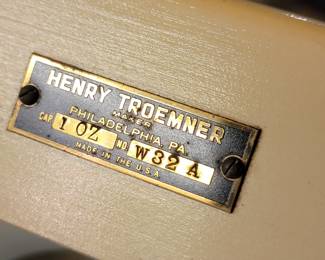 HENRY TROEMNER
MAKER
PHILADELPHIA, PA.
CAP. 1 OZ NO. W32A
MADE IN THE U.S.A.